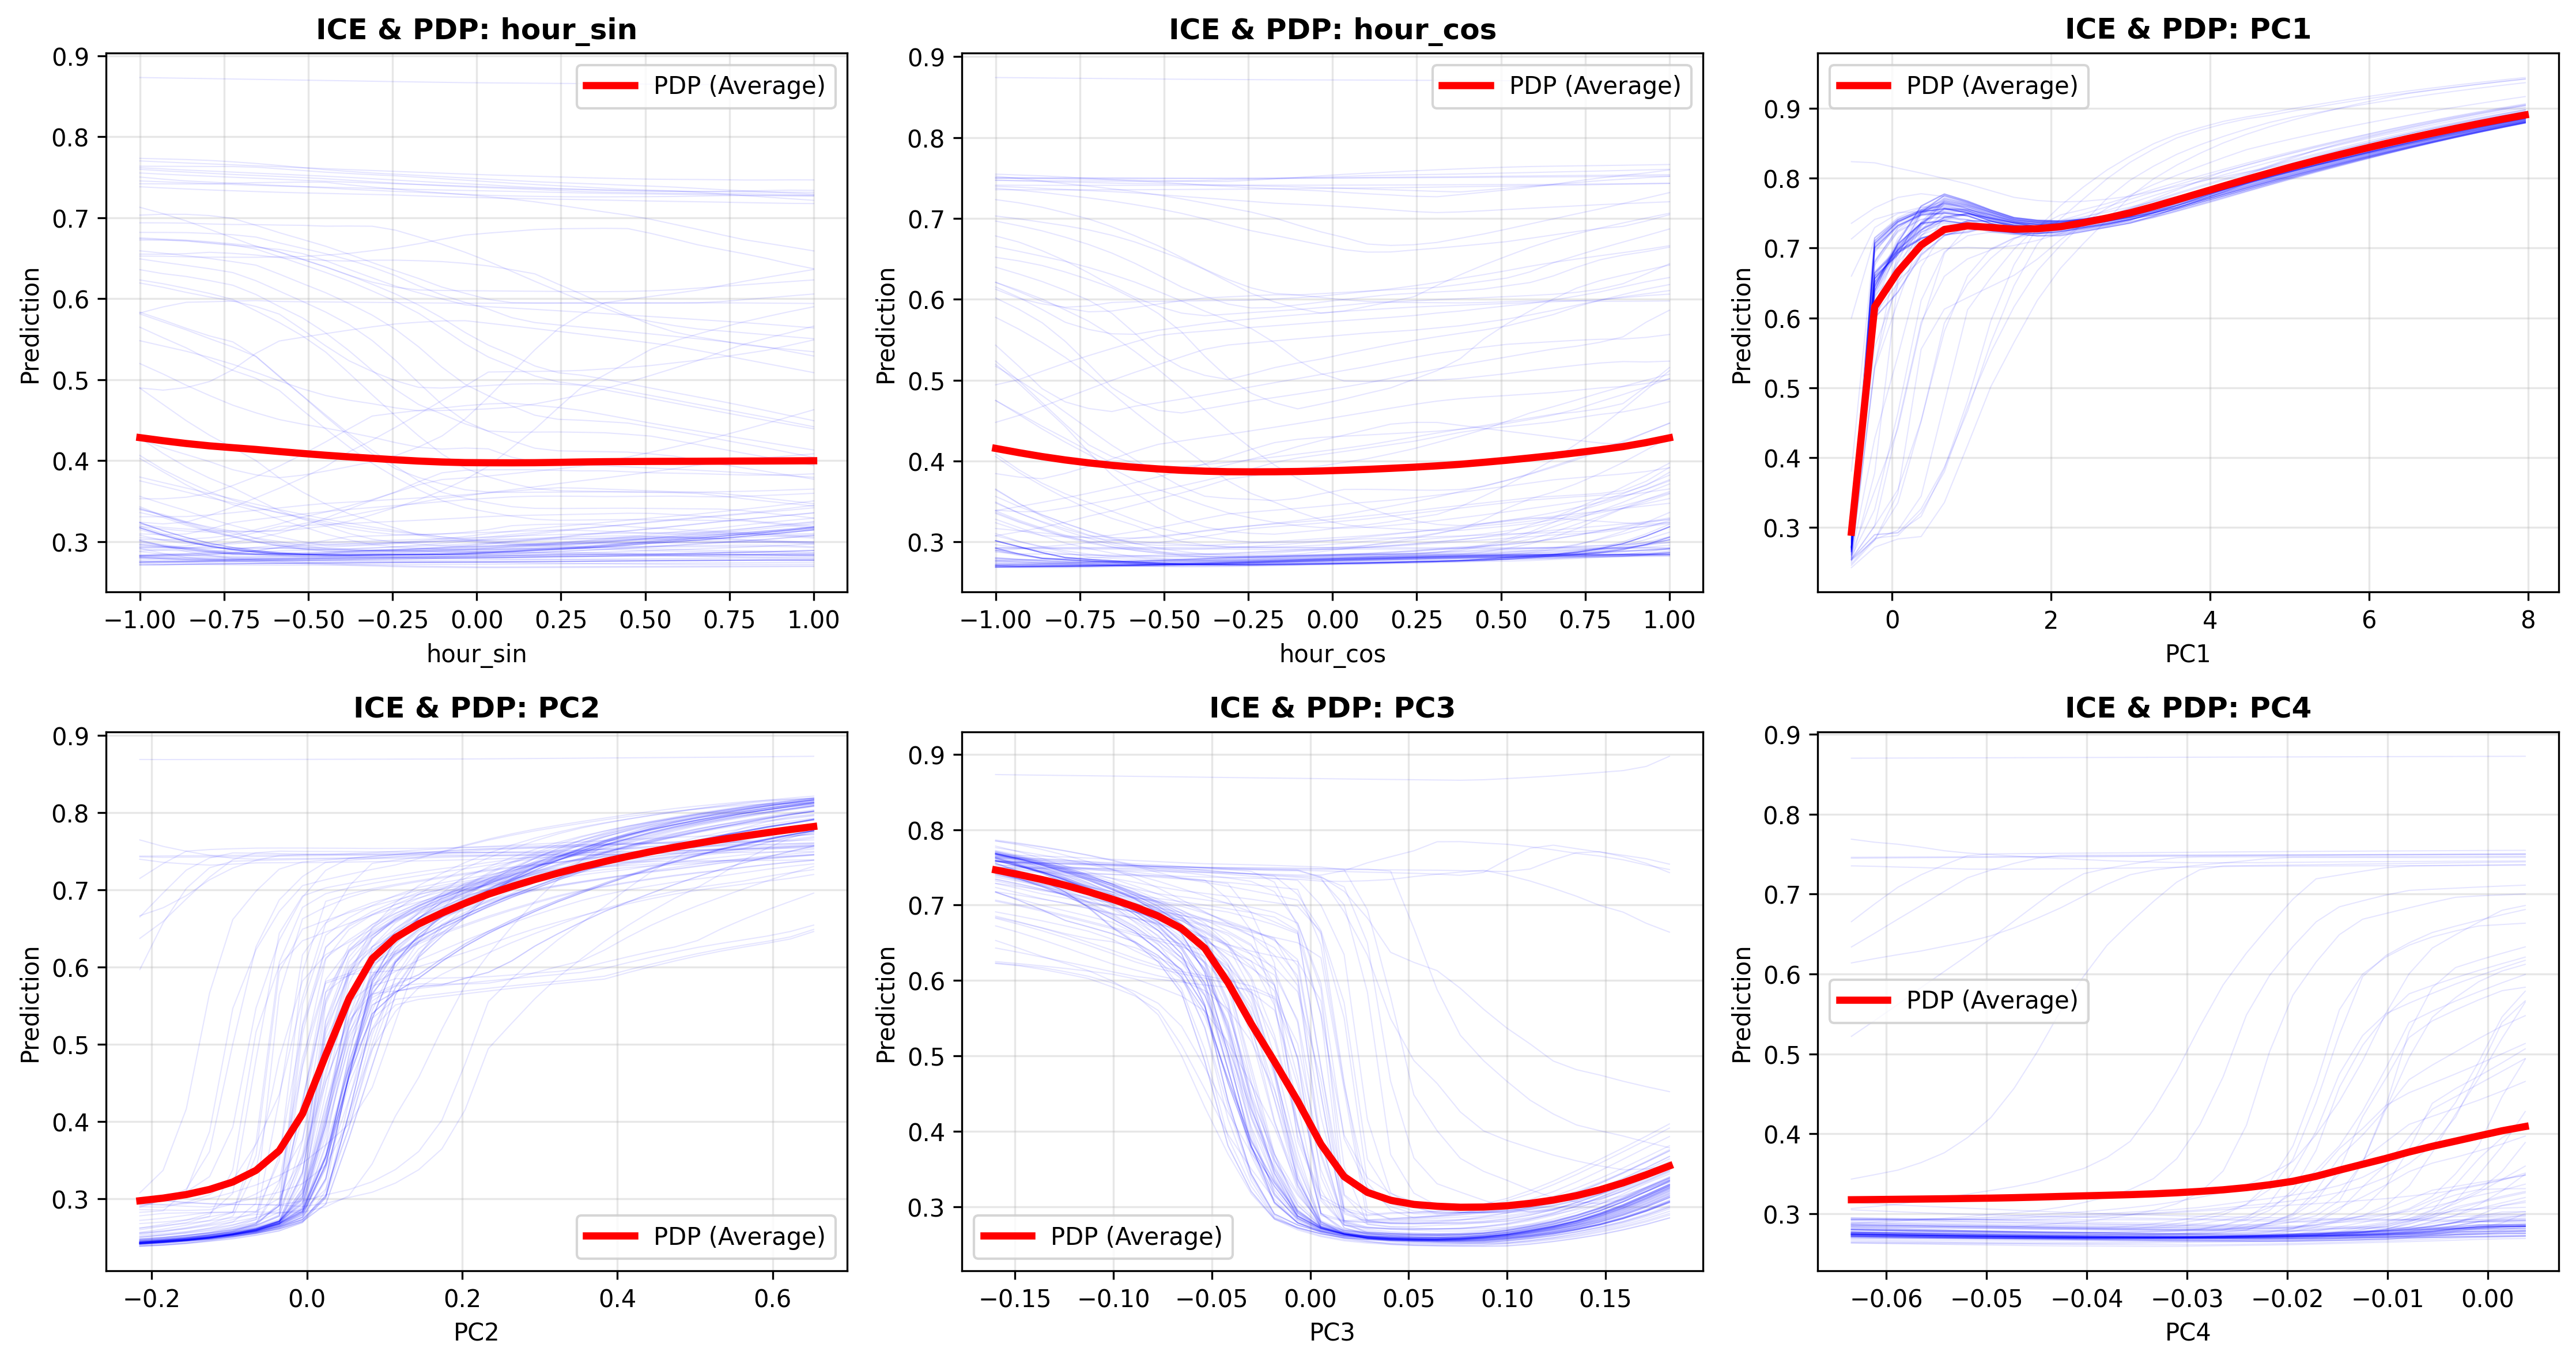 ICE & PDP: hour_sin
PDP (Average)
0.9
0.8
0.7
0.6
0.5
0.4
0.3
Prediction
−1.00 −0.75 −0.50 −0.25 0.00 0.25 0.50 0.75 1.00
hour_sin
ICE & PDP: hour_cos
PDP (Average)
0.9
0.8
0.7
0.6
0.5
0.4
0.3
Prediction
−1.00 −0.75 −0.50 −0.25 0.00 0.25 0.50 0.75 1.00
hour_cos
ICE & PDP: PC1
PDP (Average)
0.9
0.8
0.7
0.6
0.5
0.4
0.3
Prediction
0 2 4 6 8
PC1
ICE & PDP: PC2
0.9
0.8
0.7
0.6
0.5
0.4
0.3
Prediction
PDP (Average)
−0.2 0.0 0.2 0.4 0.6
PC2
ICE & PDP: PC3
0.9
0.8
0.7
0.6
0.5
0.4
0.3
Prediction
PDP (Average)
−0.15 −0.10 −0.05 0.00 0.05 0.10 0.15
PC3
ICE & PDP: PC4
0.9
0.8
0.7
0.6
0.5
0.4
0.3
Prediction
PDP (Average)
−0.06 −0.05 −0.04 −0.03 −0.02 −0.01 0.00
PC4